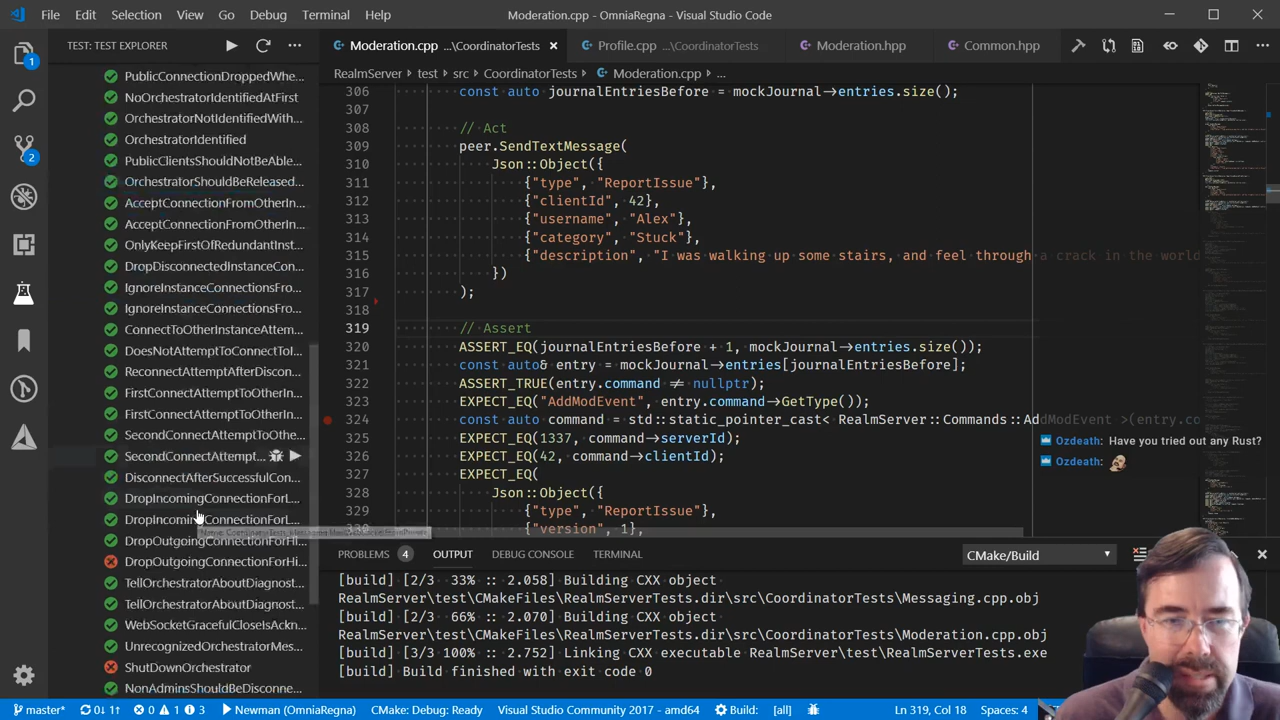 File Edit Selection View Go Debug Terminal Help Moderation.cpp - OmniaRegna - Visual Studio Code
TEST: TEST EXPLORER
Moderation.cpp ...\CoordinatorTests
Profile.cpp ...\CoordinatorTests
Moderation.hpp
Common.hpp
RealmServer > test > src > CoordinatorTests > Moderation.cpp > ...
PublicConnectionDroppedWhe...
NoOrchestratorIdentifiedAtFirst
OrchestratorNotIdentifiedWith...
OrchestratorIdentified
PublicClientsShouldNotBeAble...
OrchestratorShouldBeReleased...
AcceptConnectionFromOtherIn...
AcceptConnectionFromOtherIn...
OnlyKeepFirstOfRedundantInst...
DropDisconnectedInstanceCon...
IgnoreInstanceConnectionsFro...
IgnoreInstanceConnectionsFro...
ConnectToOtherInstanceAttem...
DoesNotAttemptToConnectToI...
ReconnectAttemptAfterDiscon...
FirstConnectAttemptToOtherIn...
FirstConnectAttemptToOtherIn...
SecondConnectAttemptToOthe...
SecondConnectAttempt...
DisconnectAfterSuccessfulCon...
DropIncomingConnectionForL...
DropIncomingConnectionForL...
DropOutgoingConnectionForHi...
DropOutgoingConnectionForHi...
TellOrchestratorAboutDiagnost...
TellOrchestratorAboutDiagnost...
WebSocketGracefulCloseIsAckn...
UnrecognizedOrchestratorMes...
ShutDownOrchestrator
NonAdminsShouldBeDisconne...
306 const auto journalEntriesBefore = mockJournal->entries.size();
307
308 // Act
309 peer.SendTextMessage(
310 Json::Object({
311 {"type", "ReportIssue"},
312 {"clientId", 42},
313 {"username", "Alex"},
314 {"category", "Stuck"},
315 {"description", "I was walking up some stairs, and feel through a crack in the world
316 })
317 );
318
319 // Assert
320 ASSERT_EQ(journalEntriesBefore + 1, mockJournal->entries.size());
321 const auto& entry = mockJournal->entries[journalEntriesBefore];
322 ASSERT_TRUE(entry.command ≠ nullptr);
323 EXPECT_EQ("AddModEvent", entry.command->GetType());
324 const auto command = std::static_pointer_cast< RealmServer::Commands::AddModEvent >(entry.co
325 EXPECT_EQ(1337, command->serverId);
326 EXPECT_EQ(42, command->clientId);
327 EXPECT_EQ(
328 Json::Object({
329 {"type", "ReportIssue"},
330 {"version", 1},
Ozdeath: Have you tried out any Rust?
Ozdeath:
PROBLEMS 4 OUTPUT DEBUG CONSOLE TERMINAL CMake/Build
[build] [2/3 33% :: 2.058] Building CXX object
RealmServer\test\CMakeFiles\RealmServerTests.dir\src\CoordinatorTests\Messaging.cpp.obj
[build] [2/3 66% :: 2.070] Building CXX object
RealmServer\test\CMakeFiles\RealmServerTests.dir\src\CoordinatorTests\Moderation.cpp.obj
[build] [3/3 100% :: 2.752] Linking CXX executable RealmServer\test\RealmServerTests.exe
[build] Build finished with exit code 0
1
2
master* 0↓ 1↑ 0 1 3 Newman (OmniaRegna) CMake: Debug: Ready Visual Studio Community 2017 - amd64 Build: [all] Ln 319, Col 18 Spaces: 4